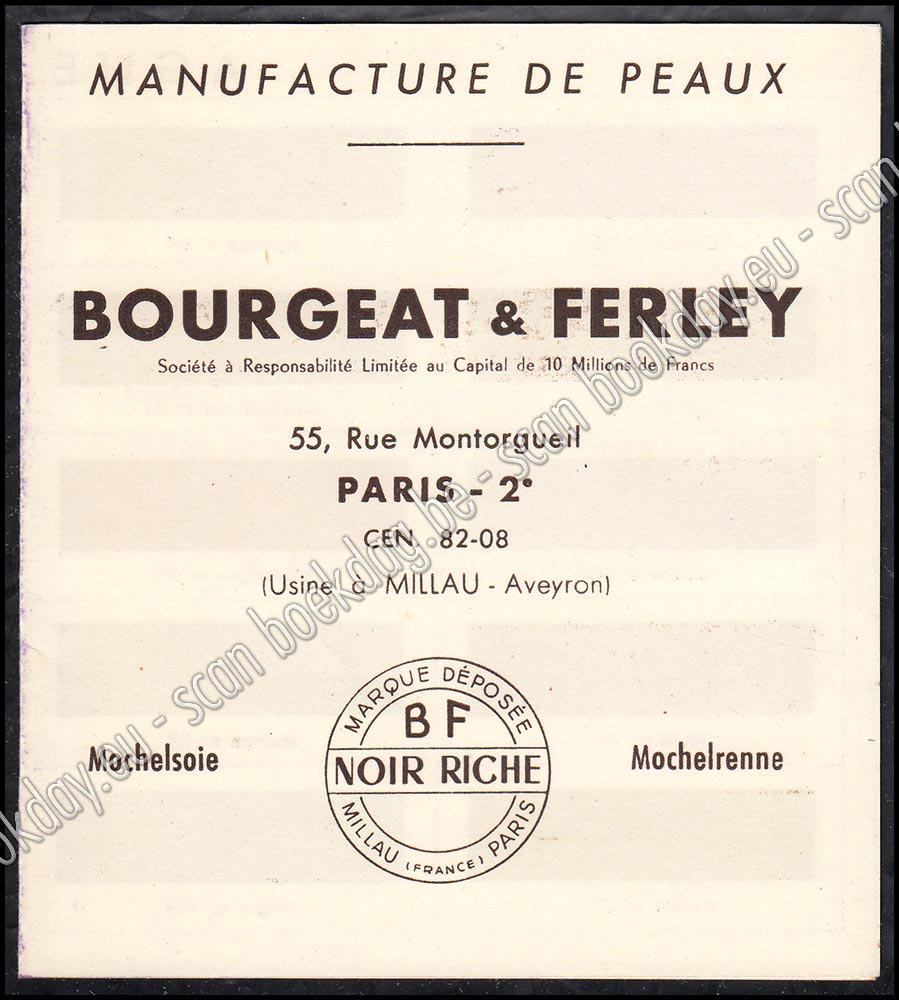 MANUFACTURE DE PEAUX
BOURGEAT & FERLEY
Société à Responsabilité Limitée au Capital de 10 Millions de Francs
55, Rue Montorgueil
PARIS - 2e
CEN. 82-08
(Usine à MILLAU - Aveyron)
MARQUE DÉPOSÉE
BF
Mochelsoie
NOIR RICHE
Mochelrenne
MILLAU (FRANCE) PARIS
bookday.eu - scan boekdag.be - scan bookday.eu - scan